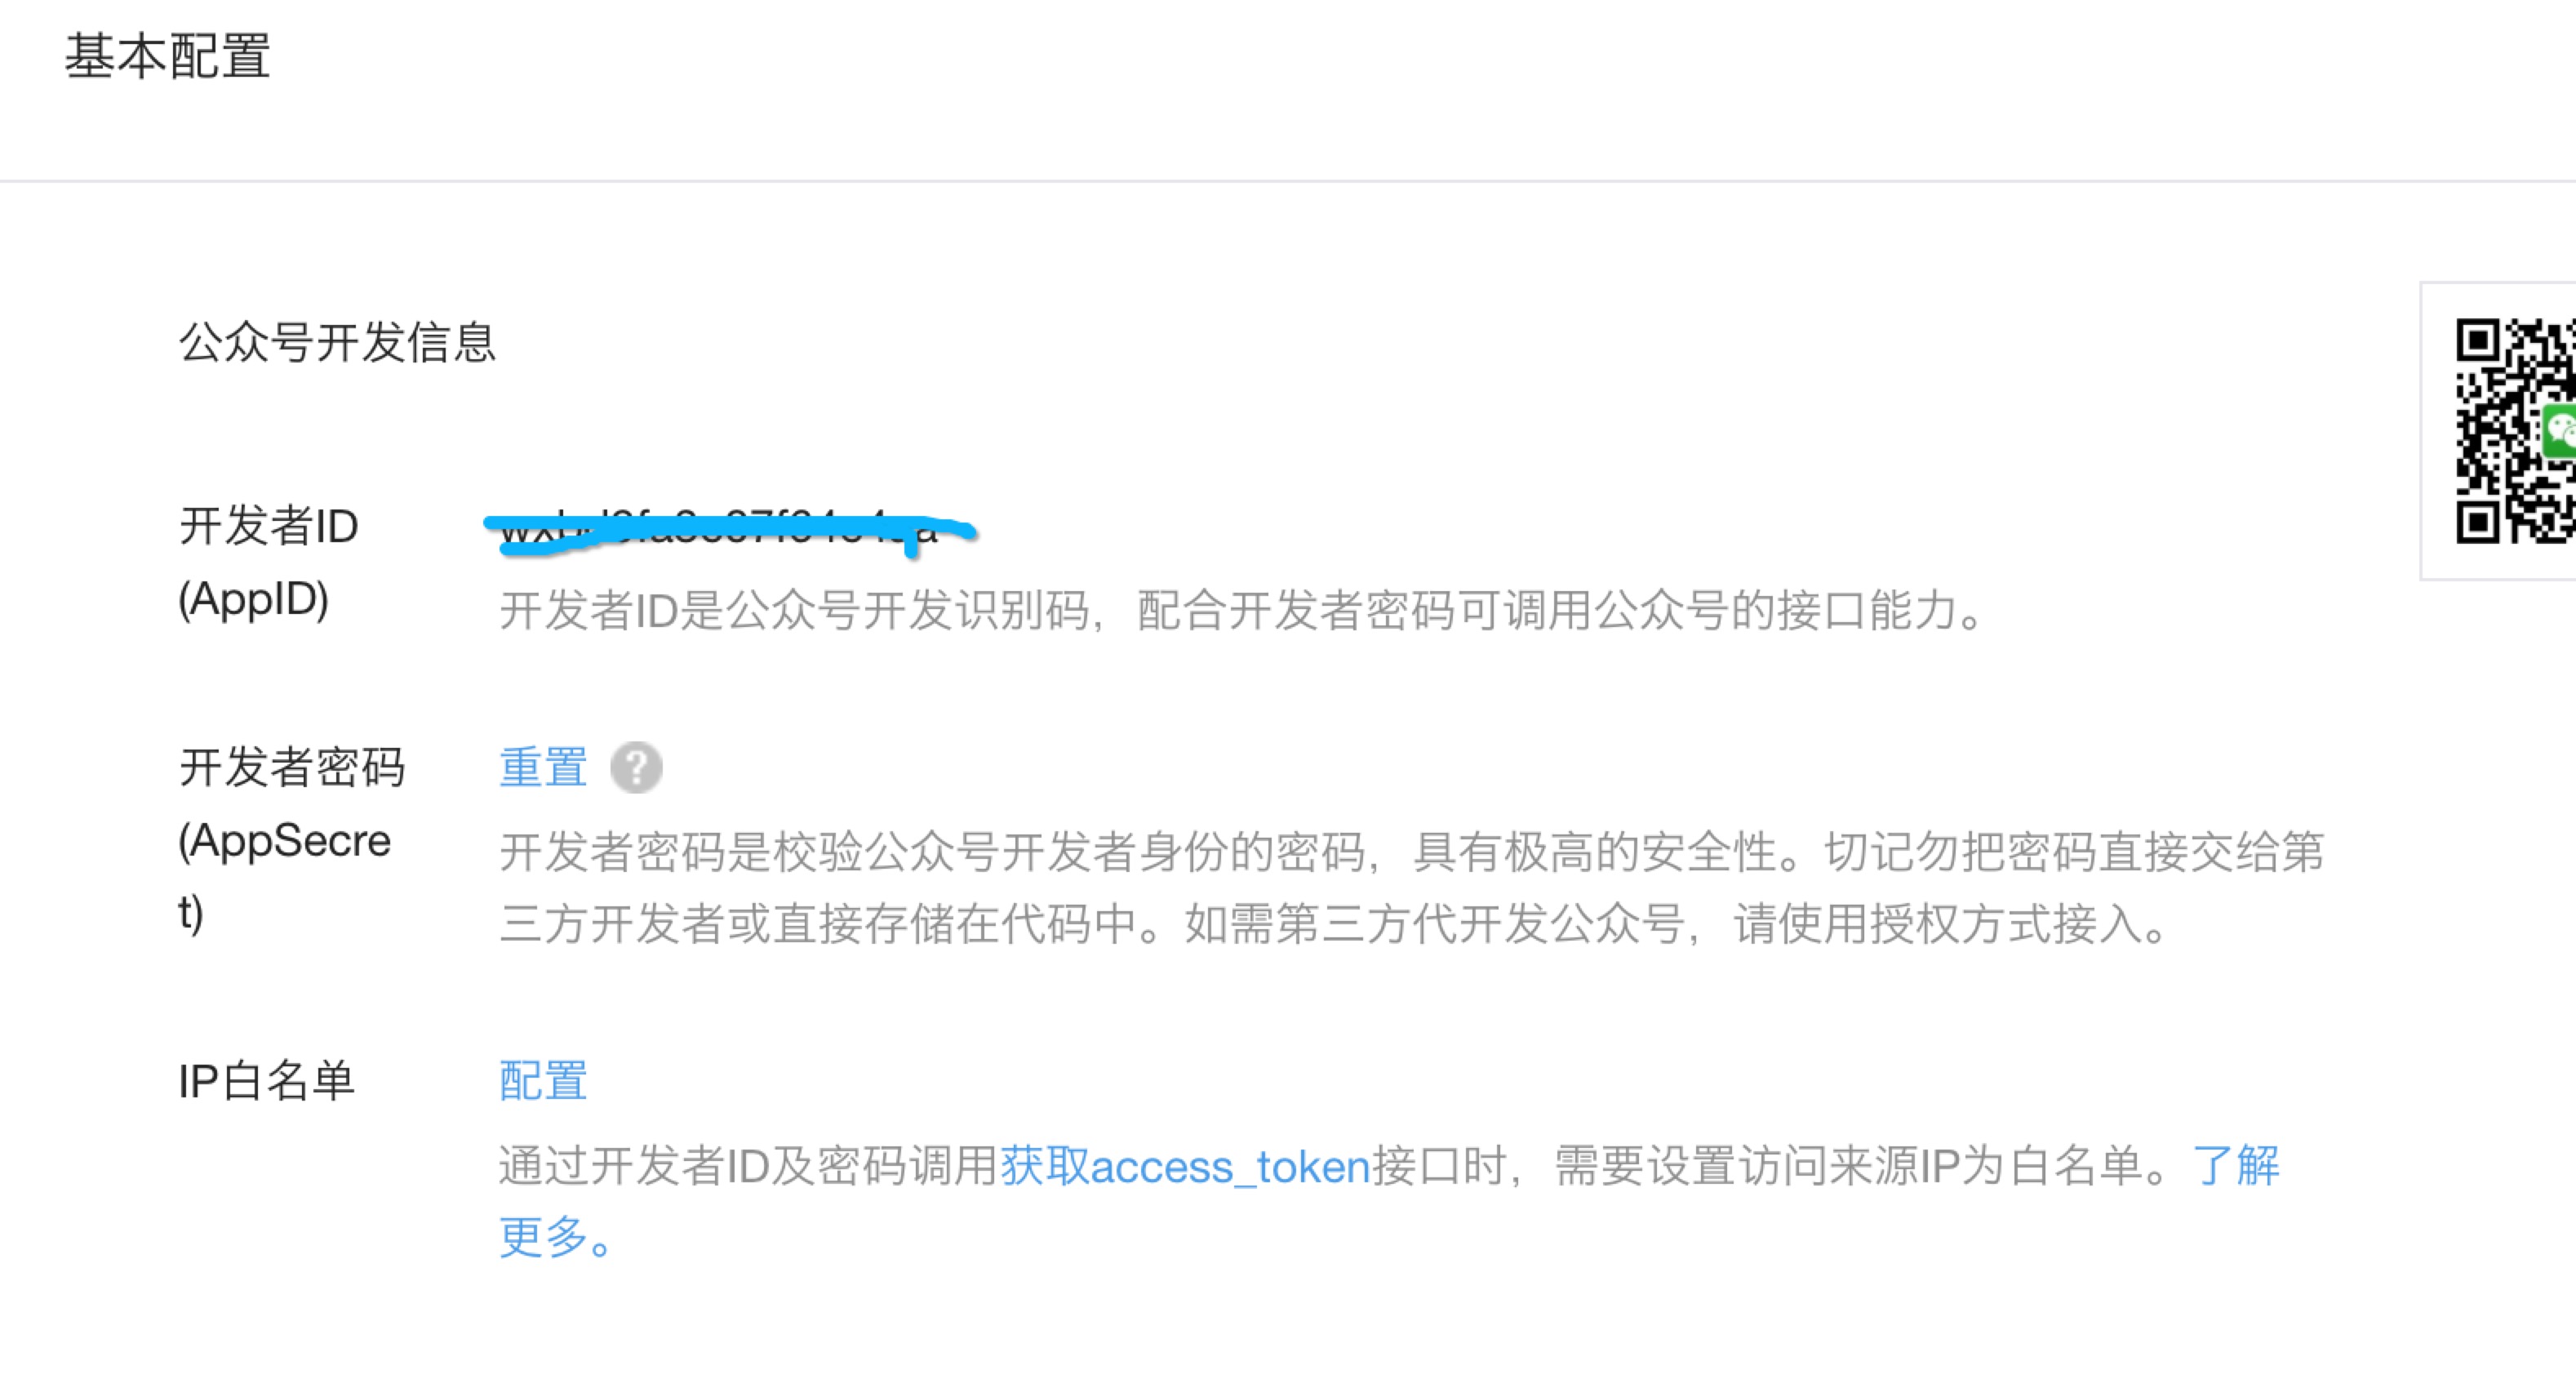 基本配置
公众号开发信息
开发者ID
(AppID)
开发者ID是公众号开发识别码，配合开发者密码可调用公众号的接口能力。
开发者密码
(AppSecre
t)
重置 ?
开发者密码是校验公众号开发者身份的密码，具有极高的安全性。切记勿把密码直接交给第
三方开发者或直接存储在代码中。如需第三方代开发公众号，请使用授权方式接入。
IP白名单
配置
通过开发者ID及密码调用获取access_token接口时，需要设置访问来源IP为白名单。了解
更多。